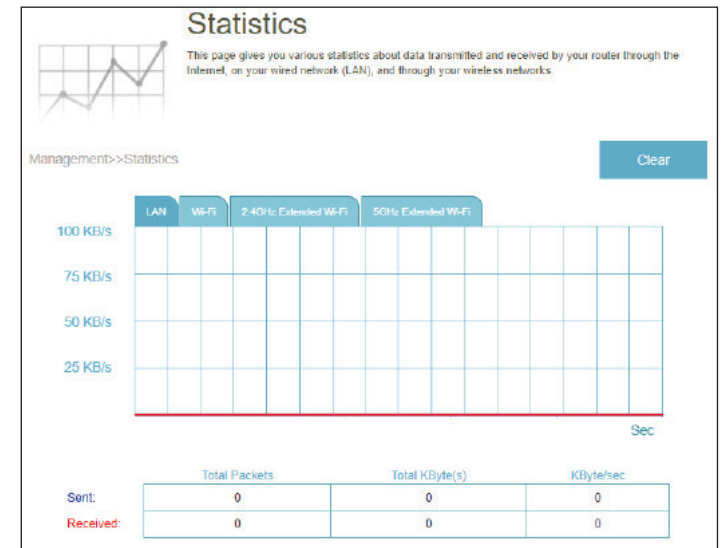 Statistics
This page gives you various statistics about data transmitted and received by your router through the
Internet, on your wired network (LAN), and through your wireless networks.
Management>>Statistics
Clear
LAN Wi-Fi 2.4GHz Extended Wi-Fi 5GHz Extended Wi-Fi
100 KB/s
75 KB/s
50 KB/s
25 KB/s
Sec
Total Packets Total KByte(s) KByte/sec
Sent: 0 0 0
Received: 0 0 0